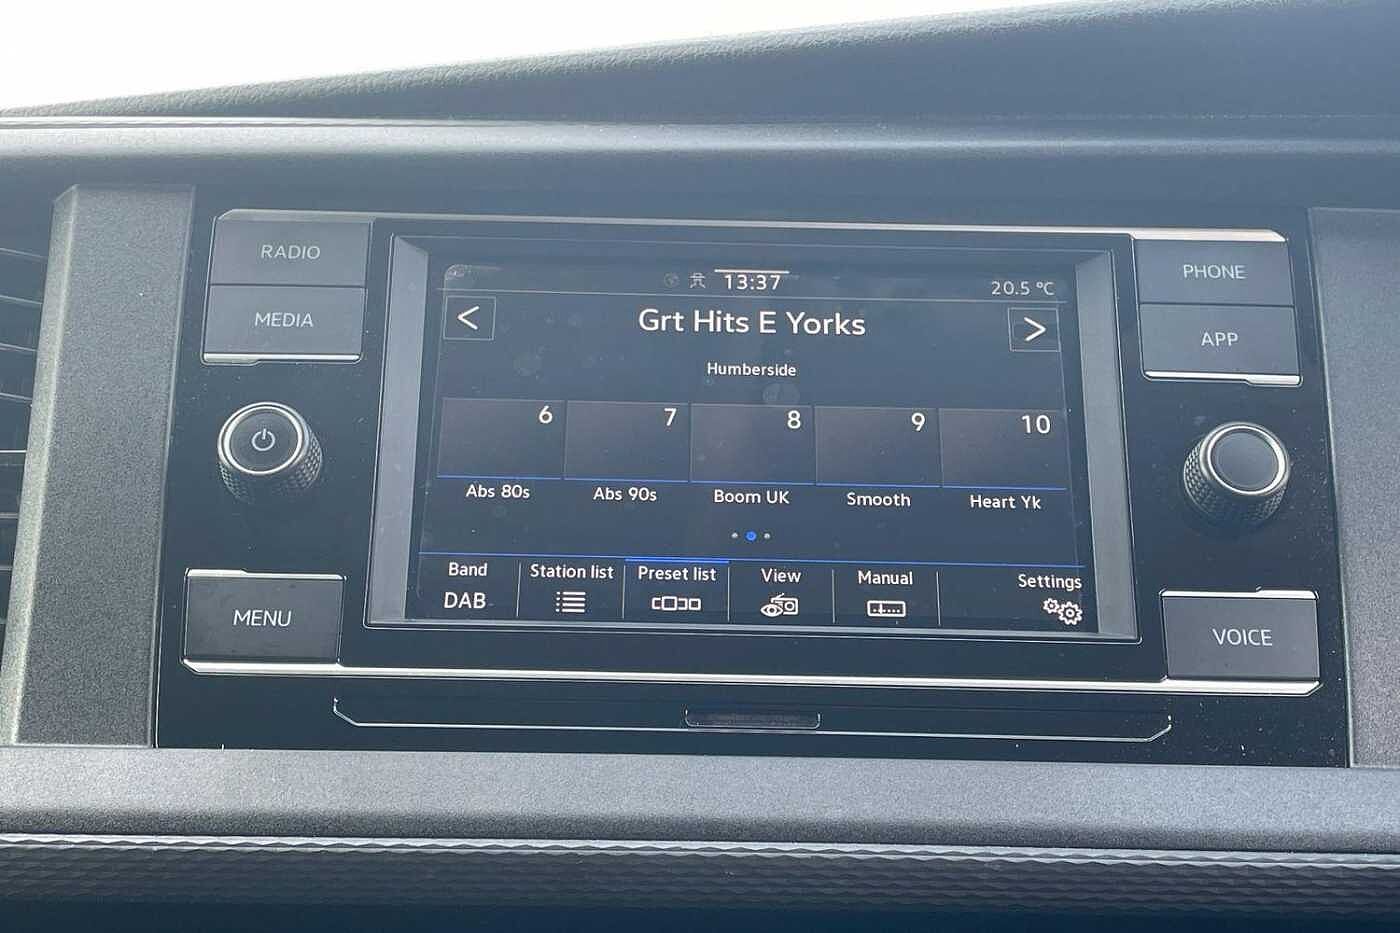 RADIO
MEDIA
MENU
PHONE
APP
VOICE
13:37
20.5 °C
<
Grt Hits E Yorks
>
Humberside
6 7 8 9 10
Abs 80s Abs 90s Boom UK Smooth Heart Yk
Band Station list Preset list View Manual Settings
DAB